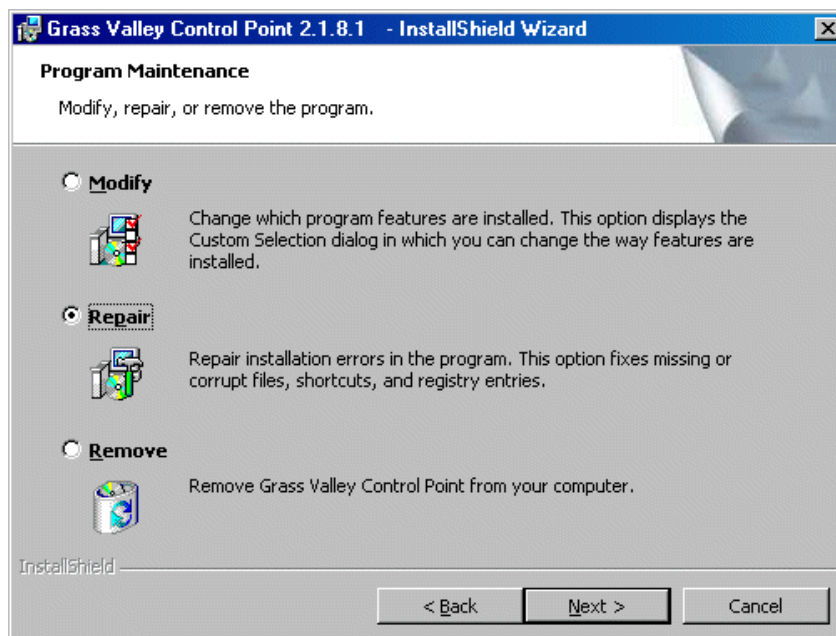 Grass Valley Control Point 2.1.8.1 - InstallShield Wizard
Program Maintenance
Modify, repair, or remove the program.
Modify
Change which program features are installed. This option displays the
Custom Selection dialog in which you can change the way features are
installed.
Repair
Repair installation errors in the program. This option fixes missing or
corrupt files, shortcuts, and registry entries.
Remove
Remove Grass Valley Control Point from your computer.
InstallShield
< Back
Next >
Cancel